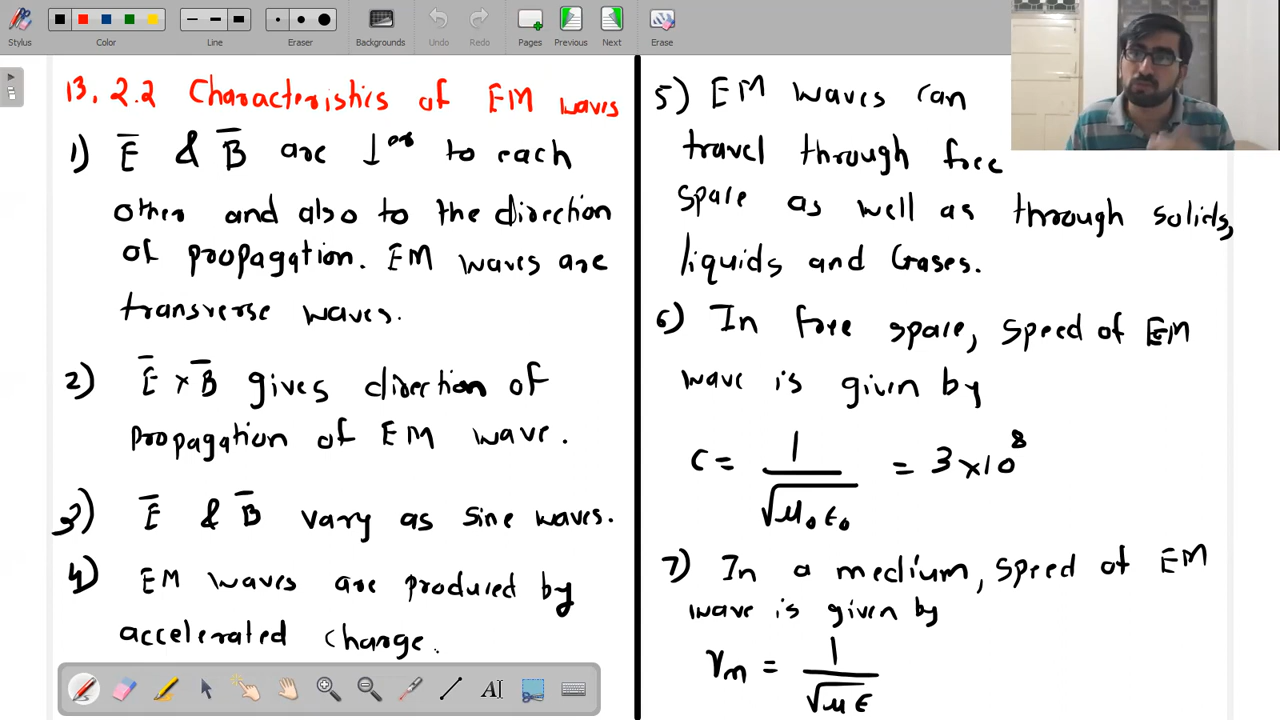 Stylus
Color
Line
Eraser
Backgrounds
Undo
Redo
Pages
Previous
Next
Erase
13.2.2 Characteristics of EM waves
1) E̅ & B̅ are ⊥ar to each
other and also to the direction
of propagation. EM waves are
transverse waves.
2) E̅ × B̅ gives direction of
propagation of EM wave.
3) E̅ & B̅ vary as sine waves.
4) EM waves are produced by
accelerated charge.
5) EM waves can
travel through free
space as well as through solids,
liquids and Gases.
6) In free space, speed of EM
wave is given by
c = 1/√μ₀ε₀ = 3×10⁸
7) In a medium, speed of EM
wave is given by
vm = 1/√με